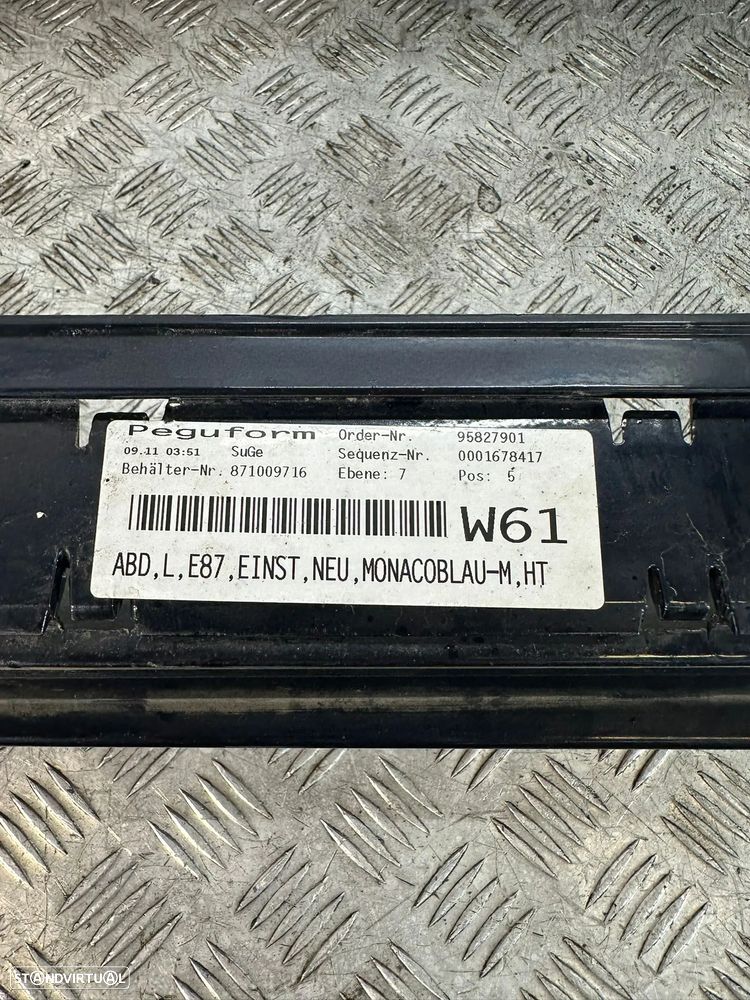 Peguform Order-Nr. 95827901
09.11 03:51 SuGe Sequenz-Nr. 0001678417
Behälter-Nr. 871009716 Ebene: 7 Pos: 5
W61
ABD,L,E87,EINST,NEU,MONACOBLAU-M,HT
STANDVIRTUAL